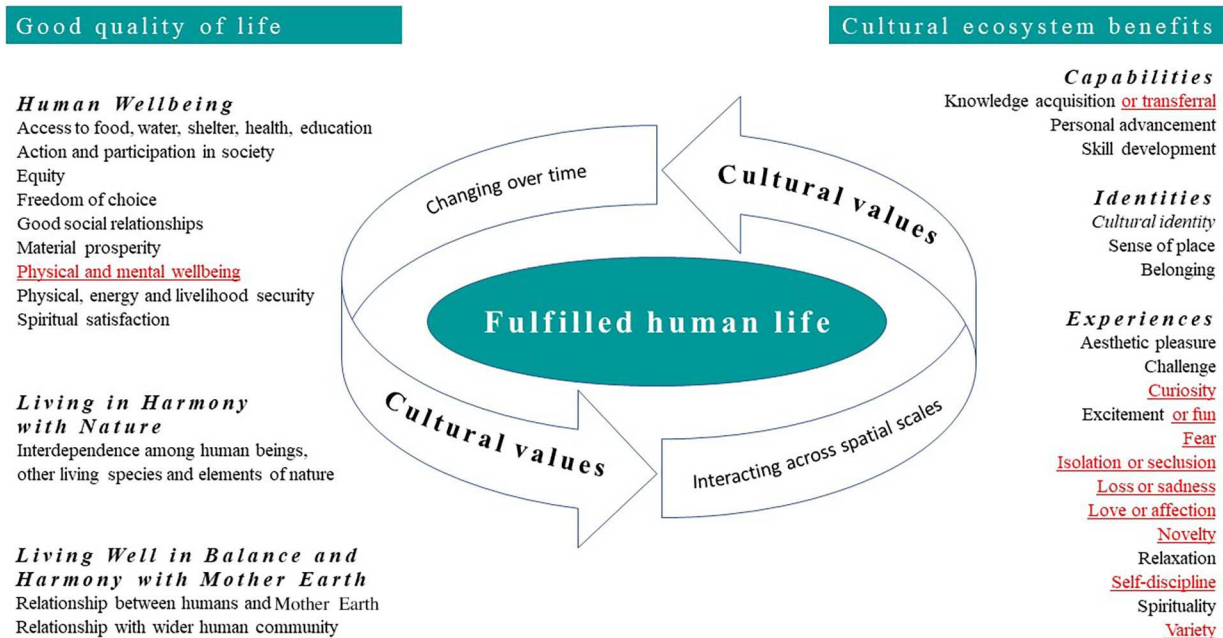 Good quality of life
Human Wellbeing
Access to food, water, shelter, health, education
Action and participation in society
Equity
Freedom of choice
Good social relationships
Material prosperity
Physical and mental wellbeing
Physical, energy and livelihood security
Spiritual satisfaction
Living in Harmony
with Nature
Interdependence among human beings,
other living species and elements of nature
Living Well in Balance and
Harmony with Mother Earth
Relationship between humans and Mother Earth
Relationship with wider human community
Changing over time
Cultural values
Fulfilled human life
Cultural values
Interacting across spatial scales
Cultural ecosystem benefits
Capabilities
Knowledge acquisition or transferral
Personal advancement
Skill development
Identities
Cultural identity
Sense of place
Belonging
Experiences
Aesthetic pleasure
Challenge
Curiosity
Excitement or fun
Fear
Isolation or seclusion
Loss or sadness
Love or affection
Novelty
Relaxation
Self-discipline
Spirituality
Variety